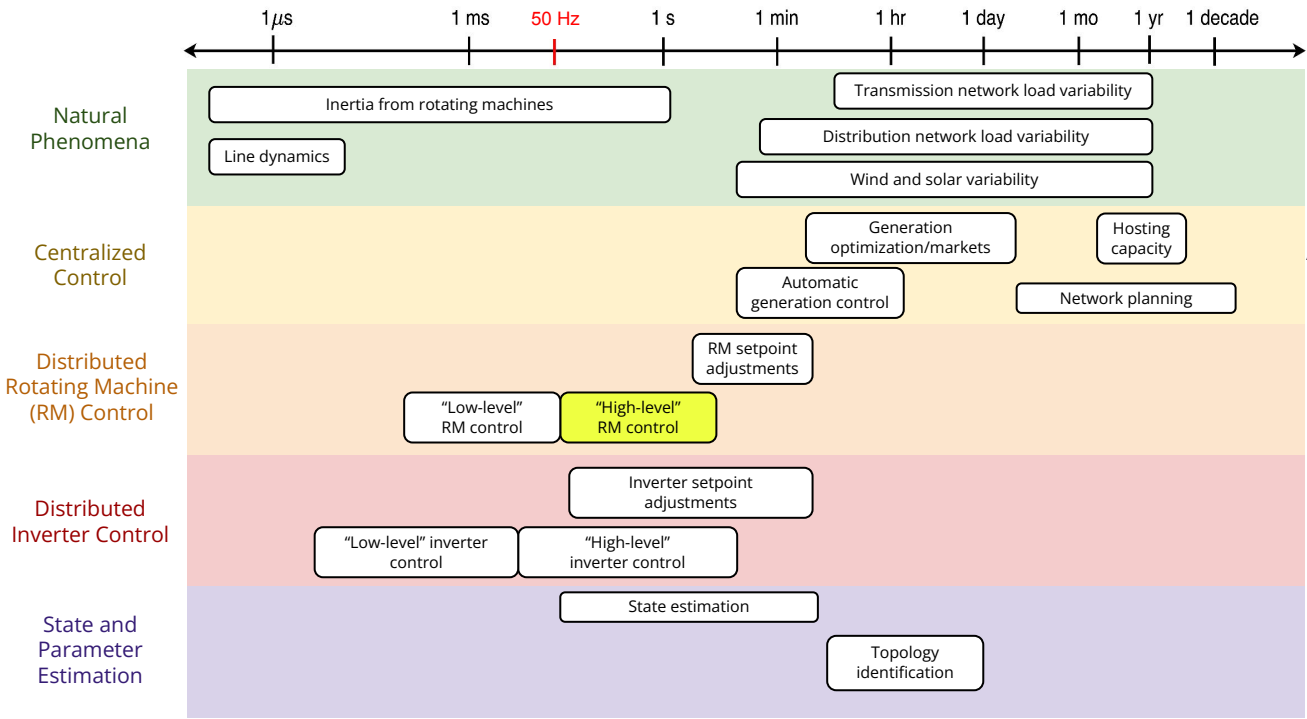 1 μs
1 ms
50 Hz
1 s
1 min
1 hr
1 day
1 mo
1 yr
1 decade
Natural
Phenomena
Inertia from rotating machines
Transmission network load variability
Line dynamics
Distribution network load variability
Wind and solar variability
Centralized
Control
Generation
optimization/markets
Hosting
capacity
Automatic
generation control
Network planning
Distributed
Rotating Machine
(RM) Control
RM setpoint
adjustments
“Low-level”
RM control
“High-level”
RM control
Distributed
Inverter Control
Inverter setpoint
adjustments
“Low-level” inverter
control
“High-level”
inverter control
State and
Parameter
Estimation
State estimation
Topology
identification